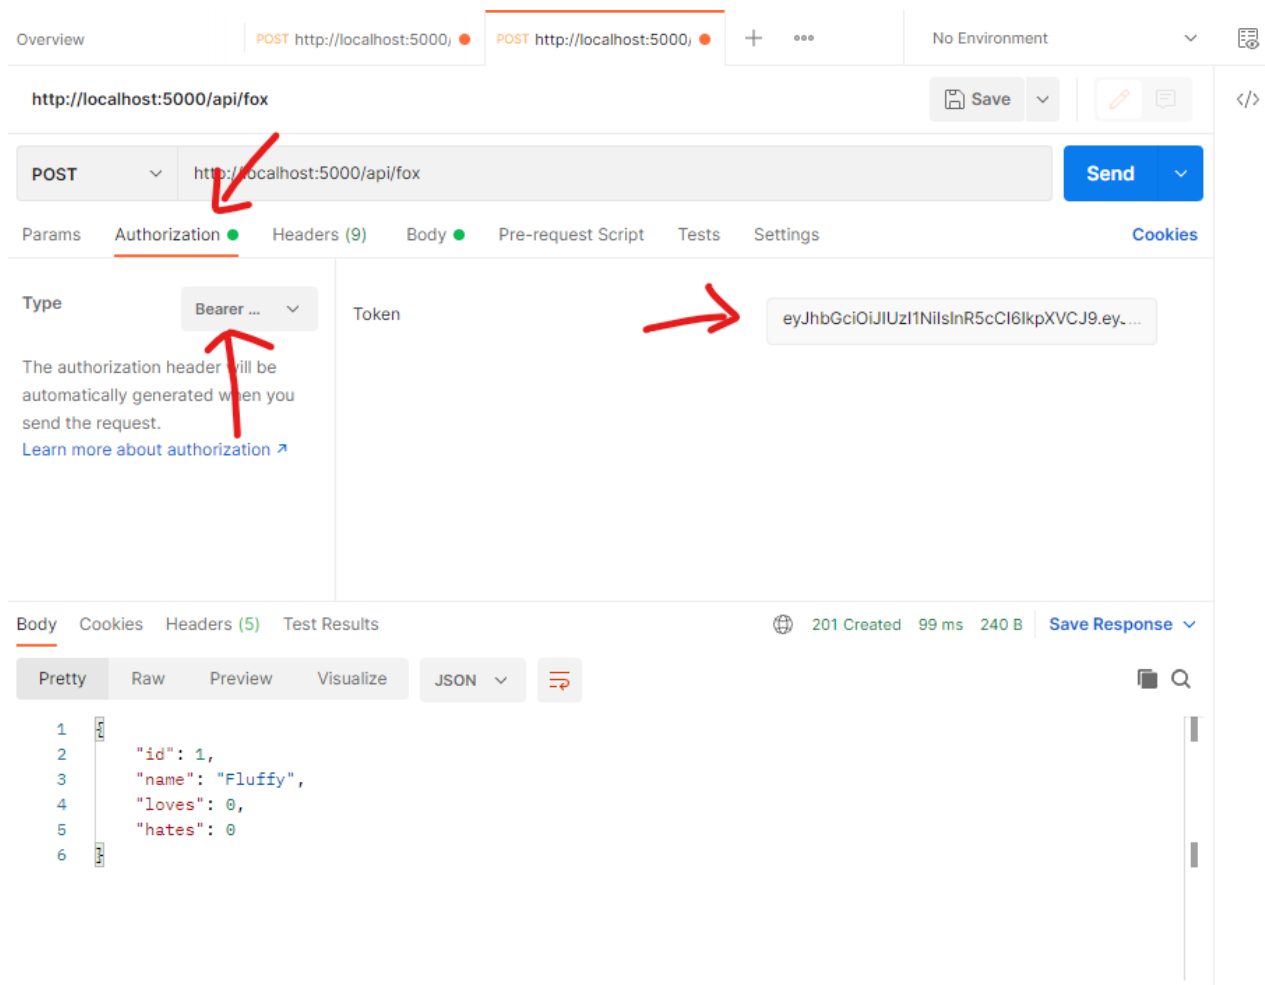 Overview POST http://localhost:5000/ POST http://localhost:5000/ No Environment
http://localhost:5000/api/fox Save
POST http://localhost:5000/api/fox Send
Params Authorization Headers (9) Body Pre-request Script Tests Settings Cookies
Type Bearer ... Token eyJhbGciOiJIUzI1NiIsInR5cCI6IkpXVCJ9.eyJ...
The authorization header will be
automatically generated when you
send the request.
Learn more about authorization ↗
Body Cookies Headers (5) Test Results 201 Created 99 ms 240 B Save Response
Pretty Raw Preview Visualize JSON
1 {
2 "id": 1,
3 "name": "Fluffy",
4 "loves": 0,
5 "hates": 0
6 }